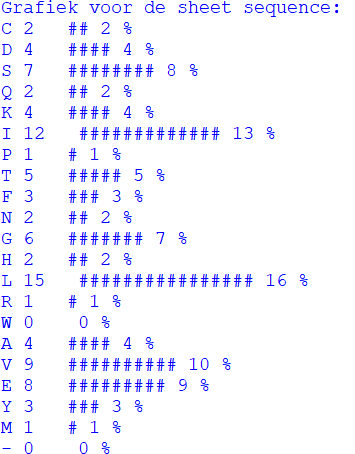 Grafiek voor de sheet sequence:
C 2   ## 2 %
D 4   #### 4 %
S 7   ######## 8 %
Q 2   ## 2 %
K 4   #### 4 %
I 12   ############# 13 %
P 1   # 1 %
T 5   ##### 5 %
F 3   ### 3 %
N 2   ## 2 %
G 6   ####### 7 %
H 2   ## 2 %
L 15   ################ 16 %
R 1   # 1 %
W 0    0 %
A 4   #### 4 %
V 9   ########## 10 %
E 8   ######### 9 %
Y 3   ### 3 %
M 1   # 1 %
- 0    0 %